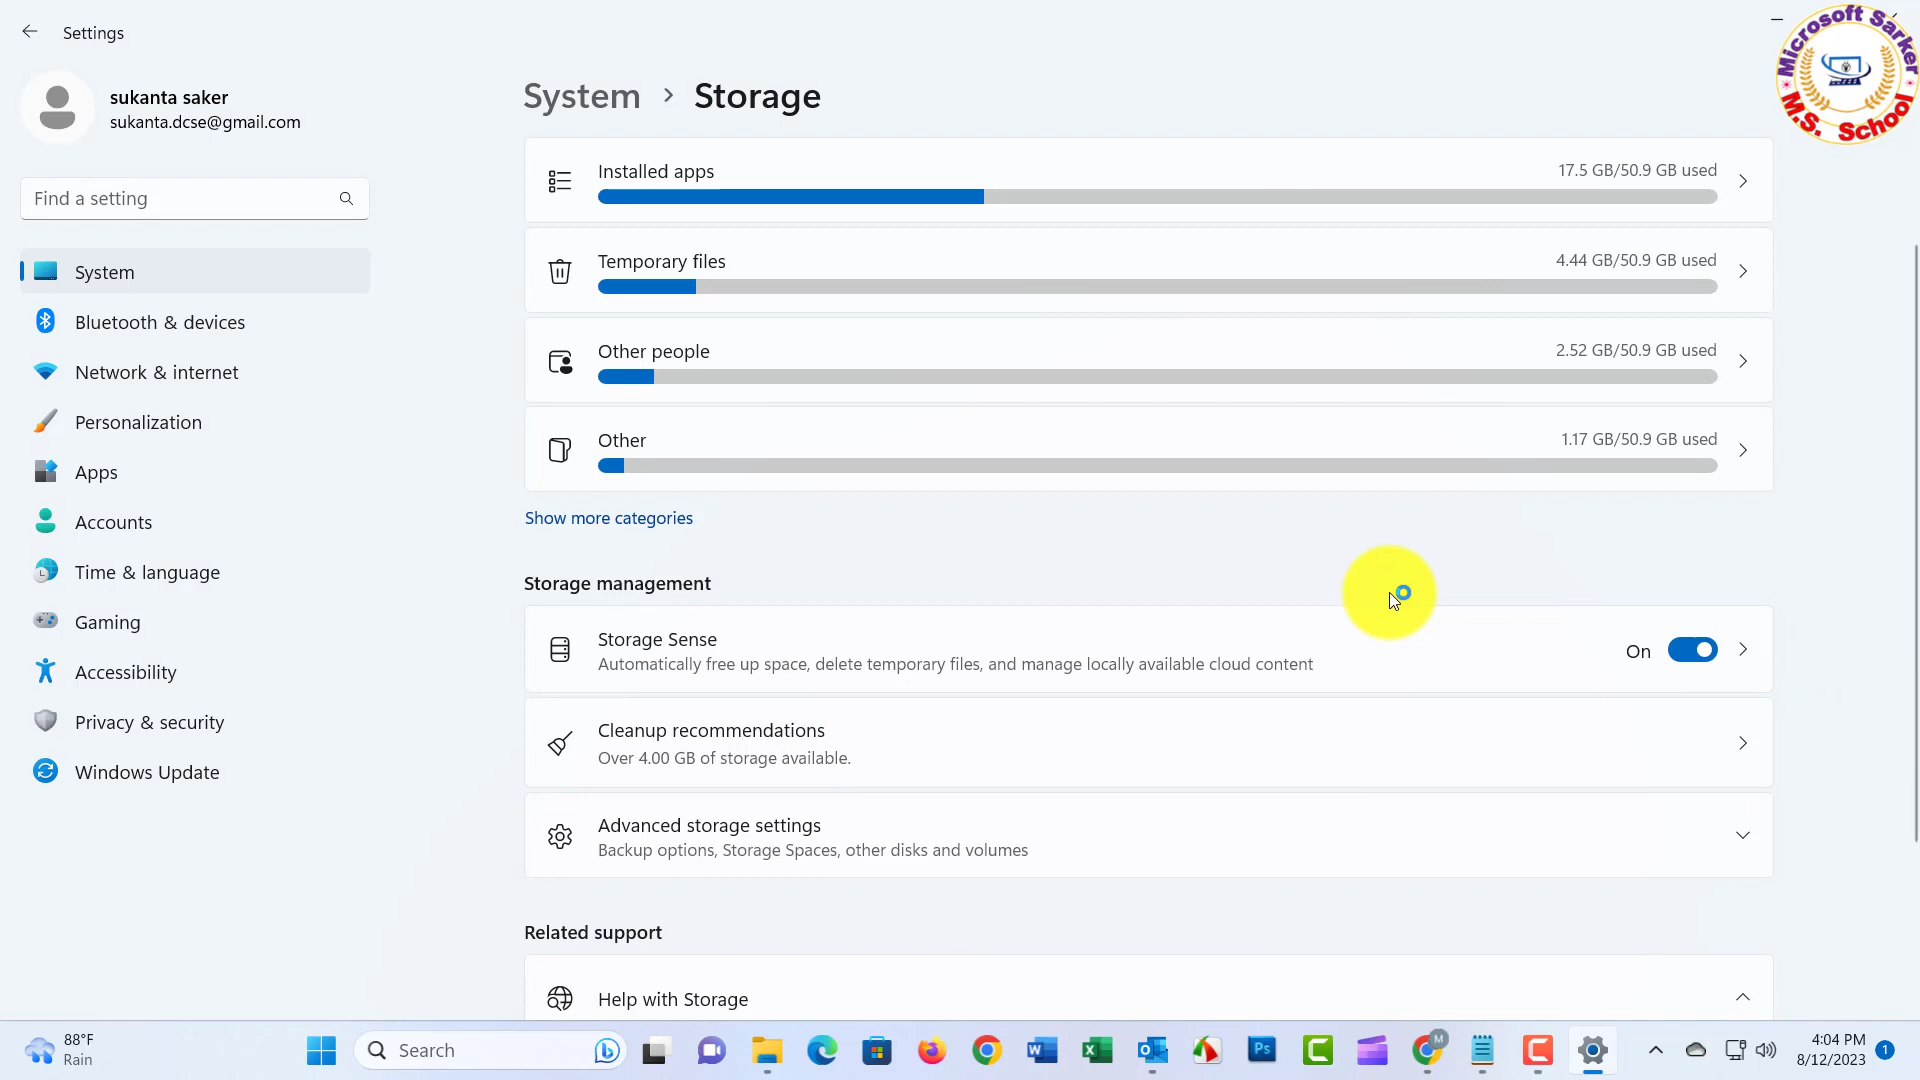 Settings
sukanta saker
sukanta.dcse@gmail.com
Find a setting
System
Bluetooth & devices
Network & internet
Personalization
Apps
Accounts
Time & language
Gaming
Accessibility
Privacy & security
Windows Update
System > Storage
Installed apps
17.5 GB/50.9 GB used
Temporary files
4.44 GB/50.9 GB used
Other people
2.52 GB/50.9 GB used
Other
1.17 GB/50.9 GB used
Show more categories
Storage management
Storage Sense
Automatically free up space, delete temporary files, and manage locally available cloud content
On
Cleanup recommendations
Over 4.00 GB of storage available.
Advanced storage settings
Backup options, Storage Spaces, other disks and volumes
Related support
Help with Storage
Microsoft Sarker
M.S. School
88°F
Rain
Search
Ps
M
4:04 PM
8/12/2023
1